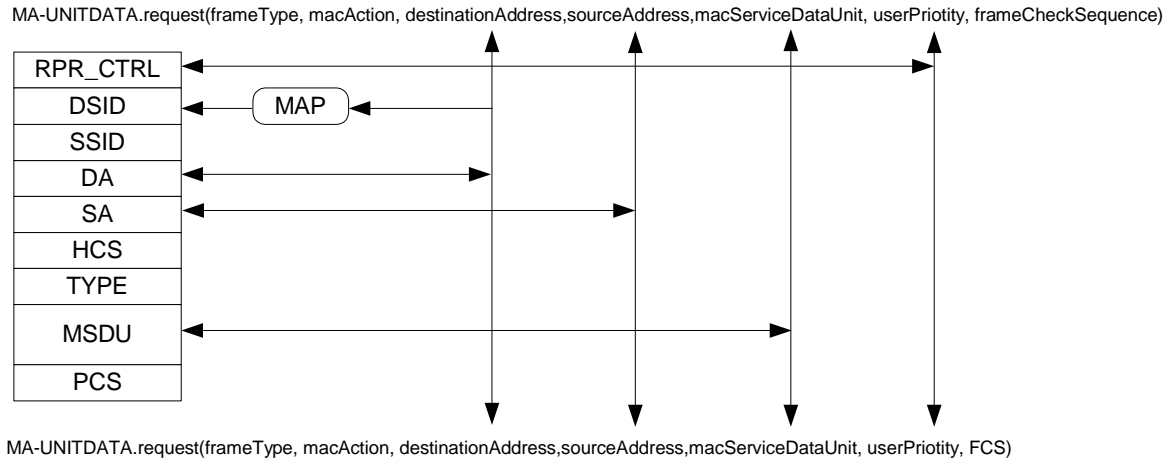 MA-UNITDATA.request(frameType, macAction, destinationAddress,sourceAddress,macServiceDataUnit, userPriotity, frameCheckSequence)
RPR_CTRL
DSID
MAP
SSID
DA
SA
HCS
TYPE
MSDU
PCS
MA-UNITDATA.request(frameType, macAction, destinationAddress,sourceAddress,macServiceDataUnit, userPriotity, FCS)